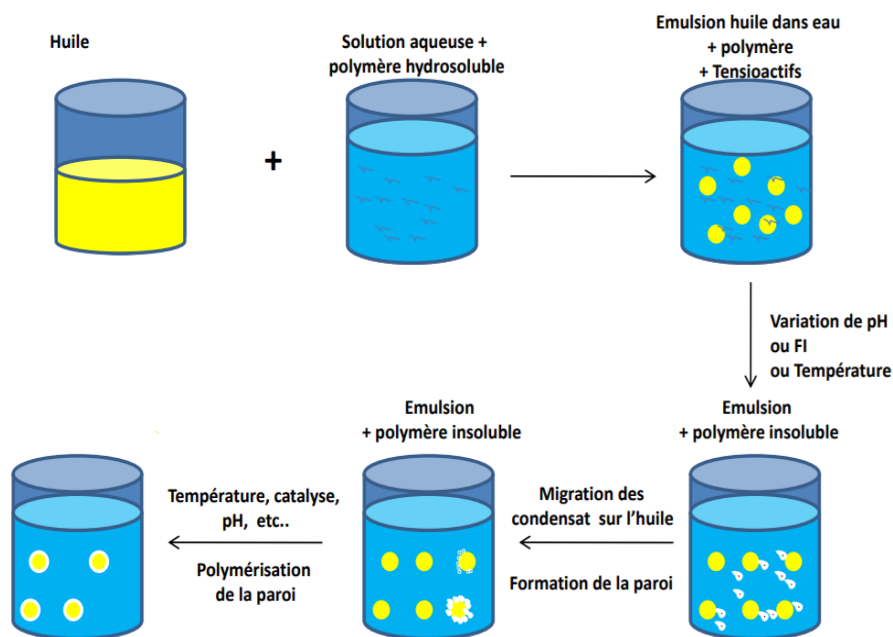 Huile
Solution aqueuse +
polymère hydrosoluble
Emulsion huile dans eau
+ polymère
+ Tensioactifs
+
Variation de pH
ou FI
ou Température
Emulsion
+ polymère insoluble
Migration des
condensat sur l'huile
Formation de la paroi
Emulsion
+ polymère insoluble
Température, catalyse,
pH, etc..
Polymérisation
de la paroi